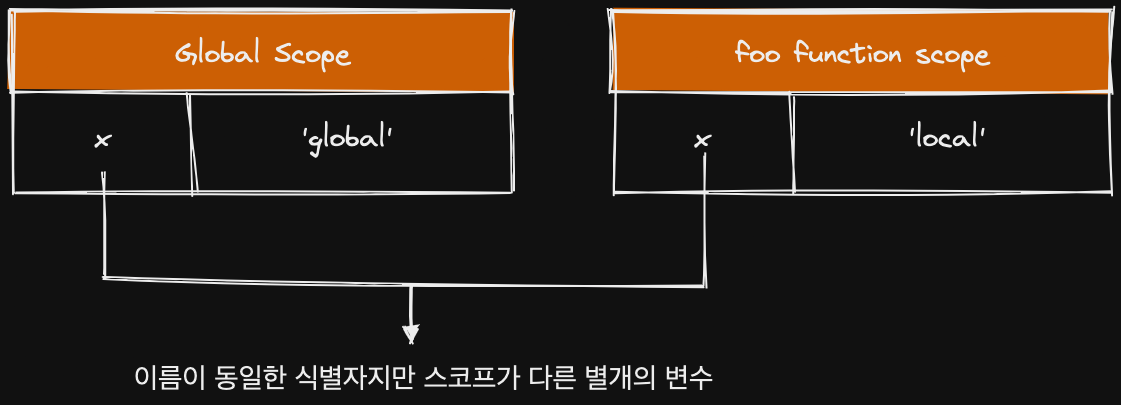 Global Scope
foo function scope
x
'global'
x
'local'
이름이 동일한 식별자지만 스코프가 다른 별개의 변수